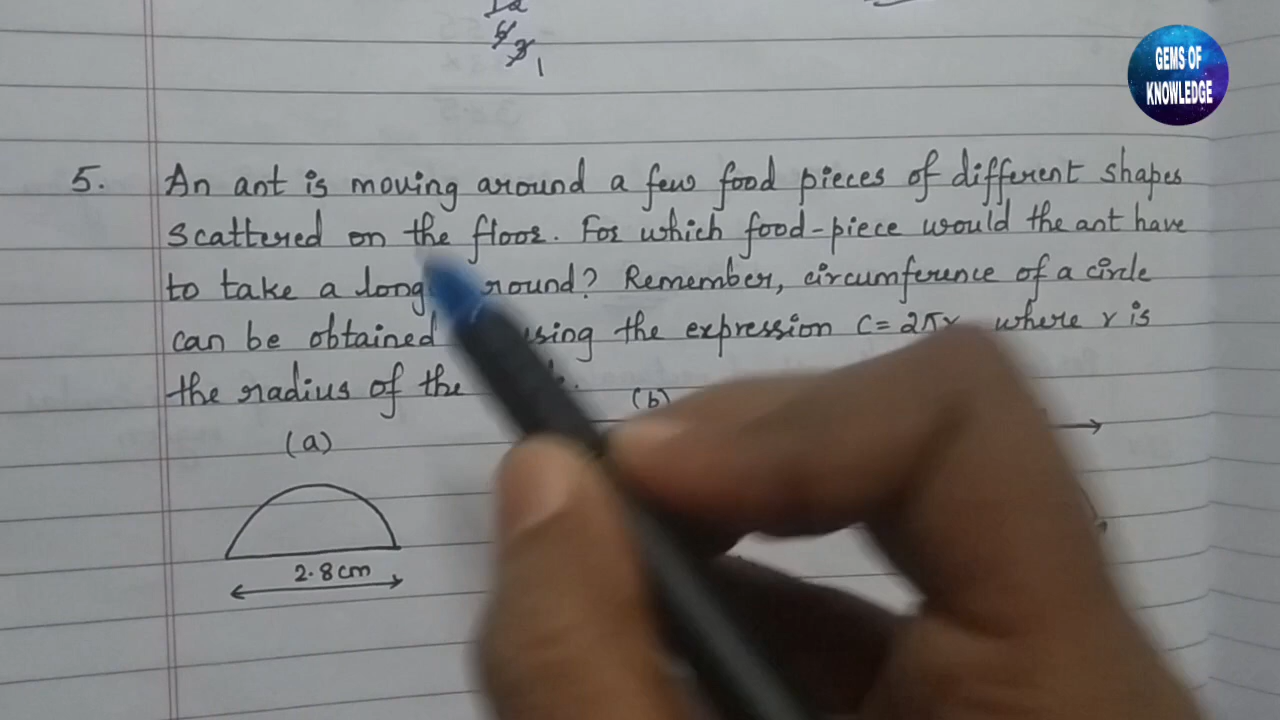 GEMS OF
KNOWLEDGE
5. An ant is moving around a few food pieces of different shapes
scattered on the floor. For which food-piece would the ant have
to take a long round? Remember, circumference of a circle
can be obtained using the expression C=2πr where r is
the radius of the
(b)
(a)
2.8cm